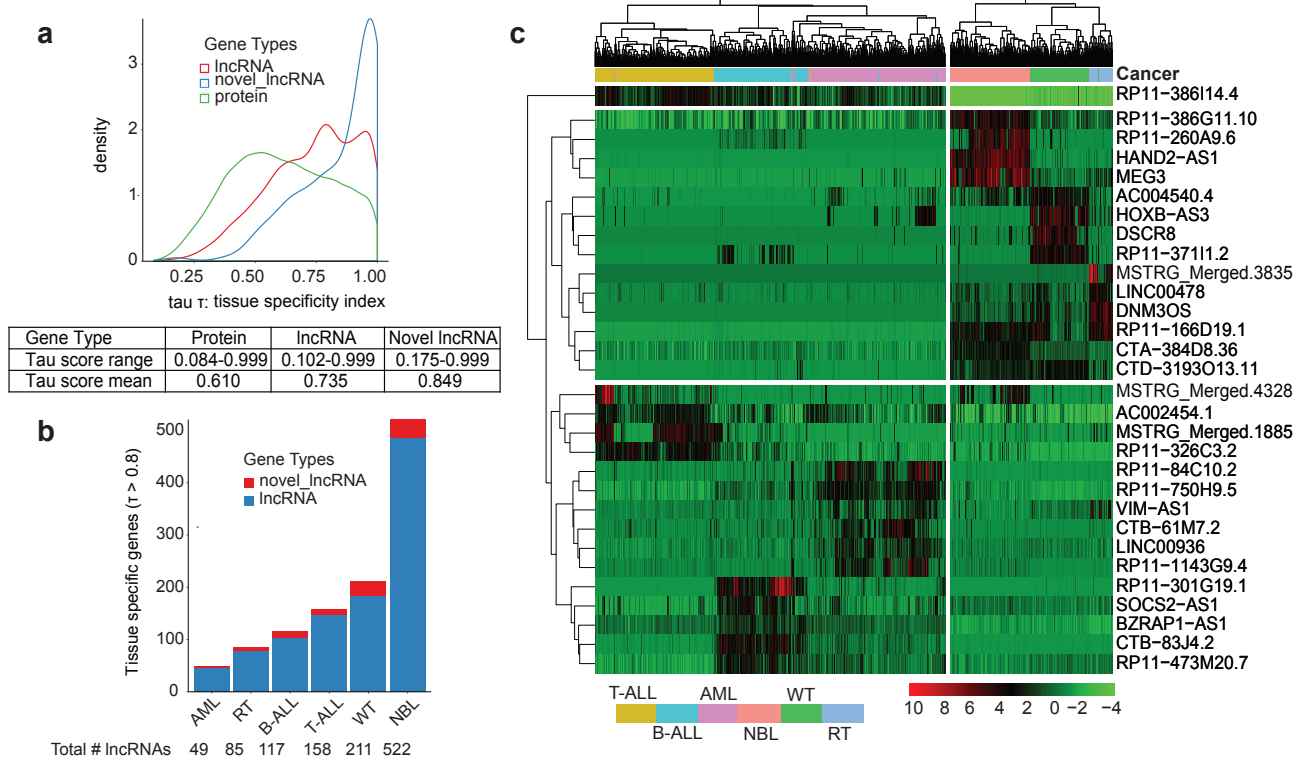 a
Gene Types
lncRNA
novel_lncRNA
protein
density
3
2
1
0
0.25 0.50 0.75 1.00
tau τ: tissue specificity index
Gene Type Protein lncRNA Novel lncRNA
Tau score range 0.084-0.999 0.102-0.999 0.175-0.999
Tau score mean 0.610 0.735 0.849
b
Tissue specific genes (τ > 0.8)
500
400
300
200
100
0
Gene Types
novel_lncRNA
lncRNA
AML RT B-ALL T-ALL WT NBL
Total # lncRNAs 49 85 117 158 211 522
c
Cancer
RP11-386I14.4
RP11-386G11.10
RP11-260A9.6
HAND2-AS1
MEG3
AC004540.4
HOXB-AS3
DSCR8
RP11-371I1.2
MSTRG_Merged.3835
LINC00478
DNM3OS
RP11-166D19.1
CTA-384D8.36
CTD-3193O13.11
MSTRG_Merged.4328
AC002454.1
MSTRG_Merged.1885
RP11-326C3.2
RP11-84C10.2
RP11-750H9.5
VIM-AS1
CTB-61M7.2
LINC00936
RP11-1143G9.4
RP11-301G19.1
SOCS2-AS1
BZRAP1-AS1
CTB-83J4.2
RP11-473M20.7
T-ALL AML WT
B-ALL NBL RT
10 8 6 4 2 0 -2 -4